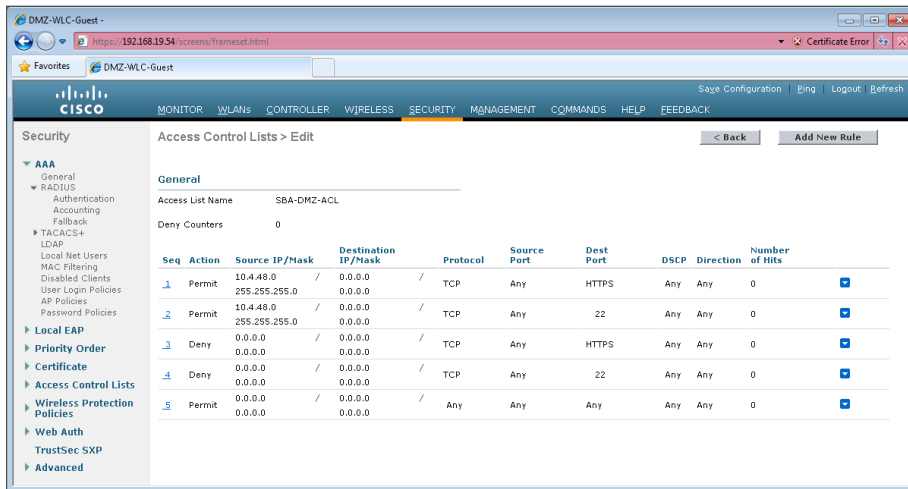 DMZ-WLC-Guest -
https://192.168.19.54/screens/frameset.html
Certificate Error
Favorites
DMZ-WLC-Guest
Save Configuration | Ping | Logout | Refresh
CISCO
MONITOR WLANs CONTROLLER WIRELESS SECURITY MANAGEMENT COMMANDS HELP FEEDBACK
Security
AAA
General
RADIUS
Authentication
Accounting
Fallback
TACACS+
LDAP
Local Net Users
MAC Filtering
Disabled Clients
User Login Policies
AP Policies
Password Policies
Local EAP
Priority Order
Certificate
Access Control Lists
Wireless Protection
Policies
Web Auth
TrustSec SXP
Advanced
Access Control Lists > Edit
< Back
Add New Rule
General
Access List Name SBA-DMZ-ACL
Deny Counters 0
Destination Source Dest Number
Seq Action Source IP/Mask IP/Mask Protocol Port Port DSCP Direction of Hits
1 Permit 10.4.48.0 / 0.0.0.0 / TCP Any HTTPS Any Any 0
255.255.255.0 0.0.0.0
2 Permit 10.4.48.0 / 0.0.0.0 / TCP Any 22 Any Any 0
255.255.255.0 0.0.0.0
3 Deny 0.0.0.0 / 0.0.0.0 / TCP Any HTTPS Any Any 0
0.0.0.0 0.0.0.0
4 Deny 0.0.0.0 / 0.0.0.0 / TCP Any 22 Any Any 0
0.0.0.0 0.0.0.0
5 Permit 0.0.0.0 / 0.0.0.0 / Any Any Any Any Any 0
0.0.0.0 0.0.0.0